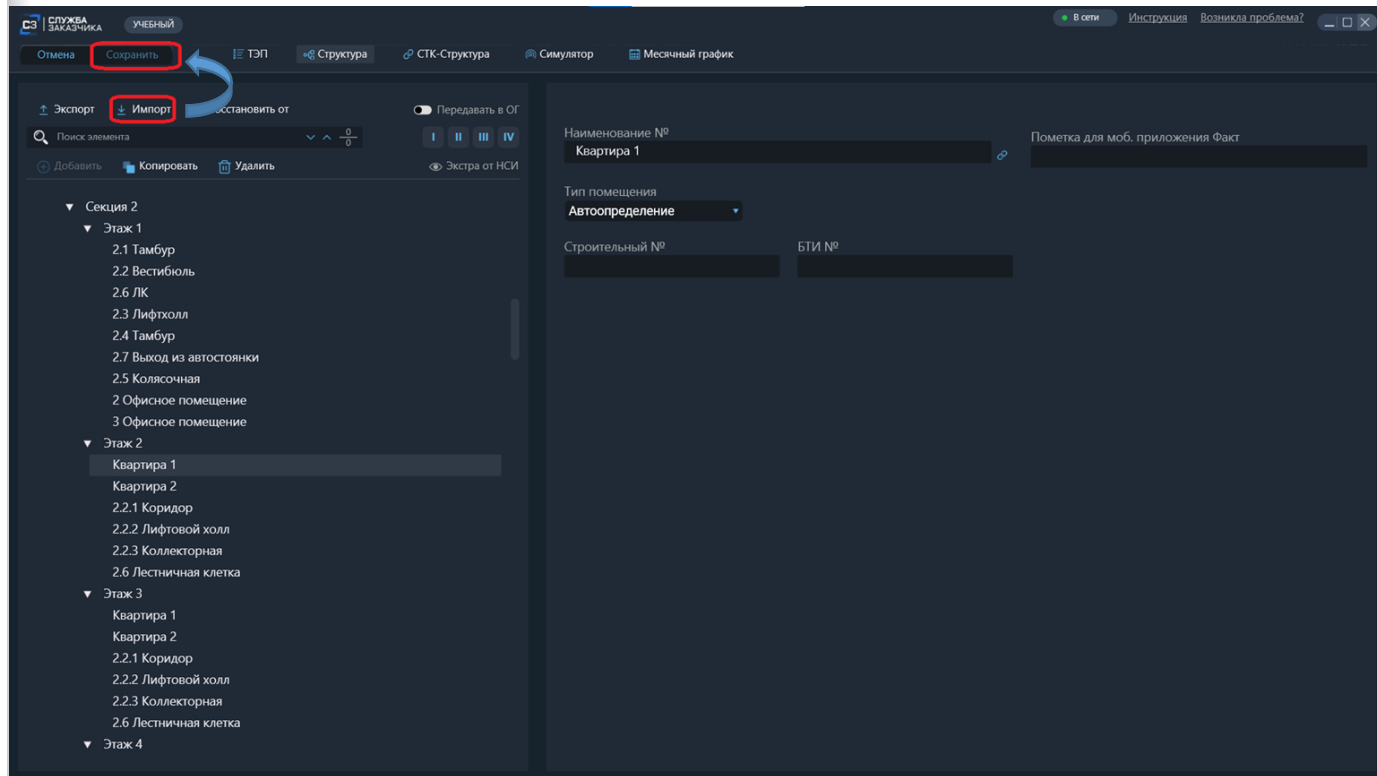 СЗ СЛУЖБА ЗАКАЗЧИКА УЧЕБНЫЙ В сети Инструкция Возникла проблема?
Отмена Сохранить ТЭП Структура СТК-Структура Симулятор Месячный график
Экспорт Импорт осстановить от Передавать в ОГ
Поиск элемента 0 0 I II III IV
Добавить Копировать Удалить Экстра от НСИ
Секция 2
Этаж 1
2.1 Тамбур
2.2 Вестибюль
2.6 ЛК
2.3 Лифтхолл
2.4 Тамбур
2.7 Выход из автостоянки
2.5 Колясочная
2 Офисное помещение
3 Офисное помещение
Этаж 2
Квартира 1
Квартира 2
2.2.1 Коридор
2.2.2 Лифтовой холл
2.2.3 Коллекторная
2.6 Лестничная клетка
Этаж 3
Квартира 1
Квартира 2
2.2.1 Коридор
2.2.2 Лифтовой холл
2.2.3 Коллекторная
2.6 Лестничная клетка
Этаж 4
Наименование № Пометка для моб. приложения Факт
Квартира 1
Тип помещения
Автоопределение
Строительный № БТИ №